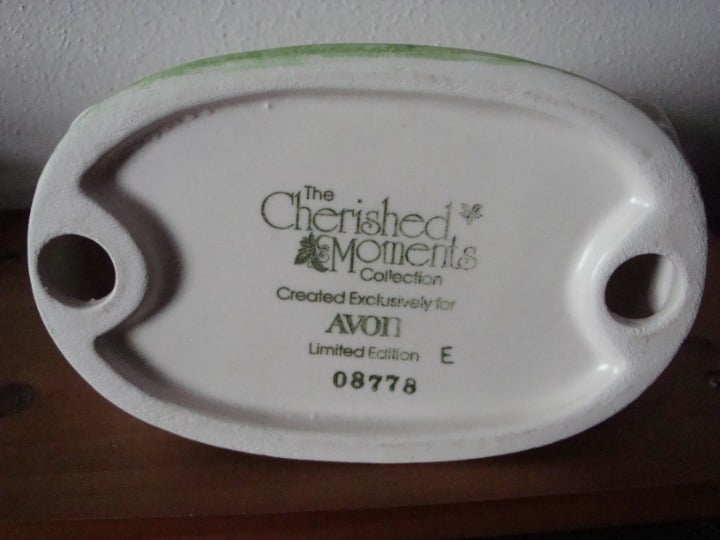 The
Cherished
Moments
Collection
Created Exclusively for
AVON
Limited Edition E
08778